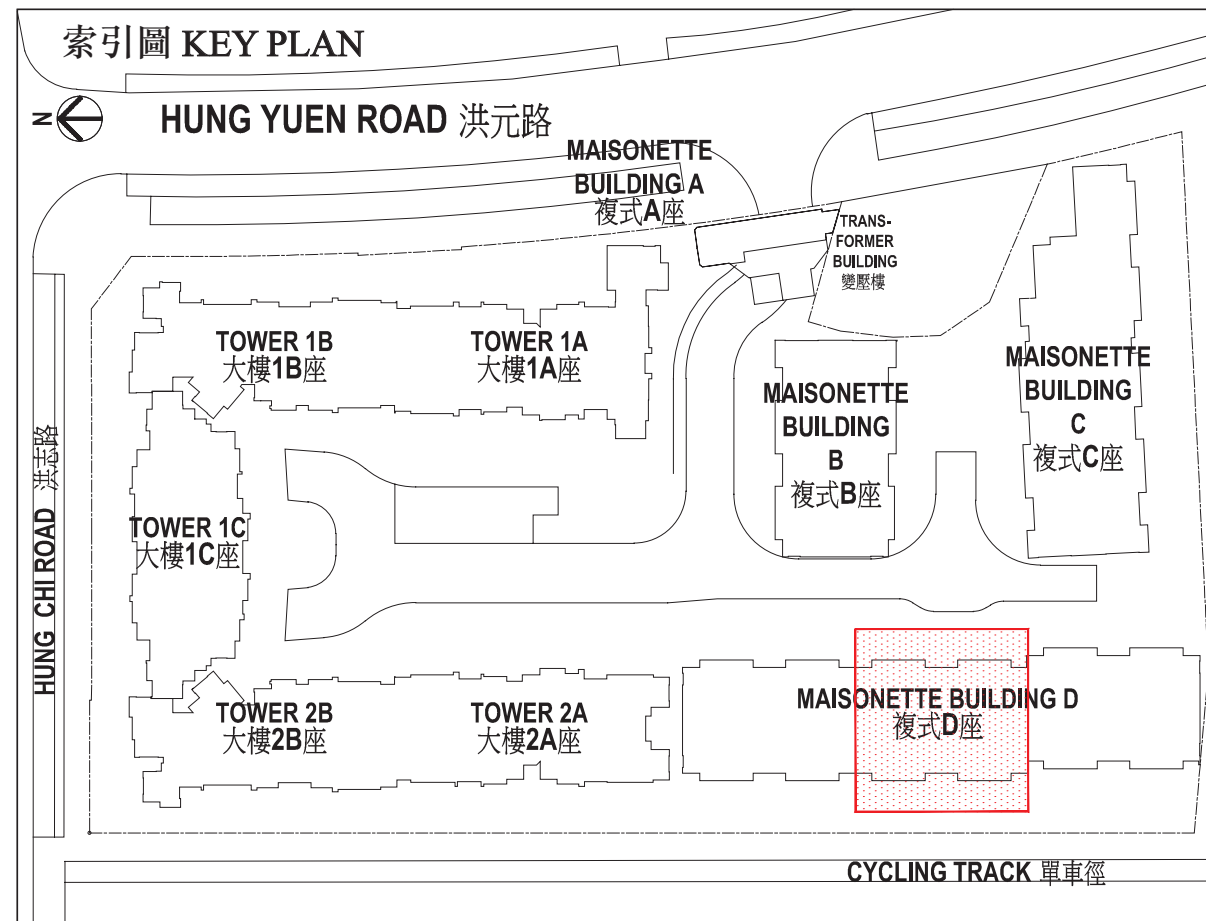 索引圖 KEY PLAN
N
HUNG YUEN ROAD 洪元路
MAISONETTE
BUILDING A
複式A座
TRANS-
FORMER
BUILDING
變壓樓
TOWER 1B
大樓1B座
TOWER 1A
大樓1A座
MAISONETTE
BUILDING
B
複式B座
MAISONETTE
BUILDING
C
複式C座
HUNG CHI ROAD 洪志路
TOWER 1C
大樓1C座
TOWER 2B
大樓2B座
TOWER 2A
大樓2A座
MAISONETTE BUILDING D
複式D座
CYCLING TRACK 單車徑